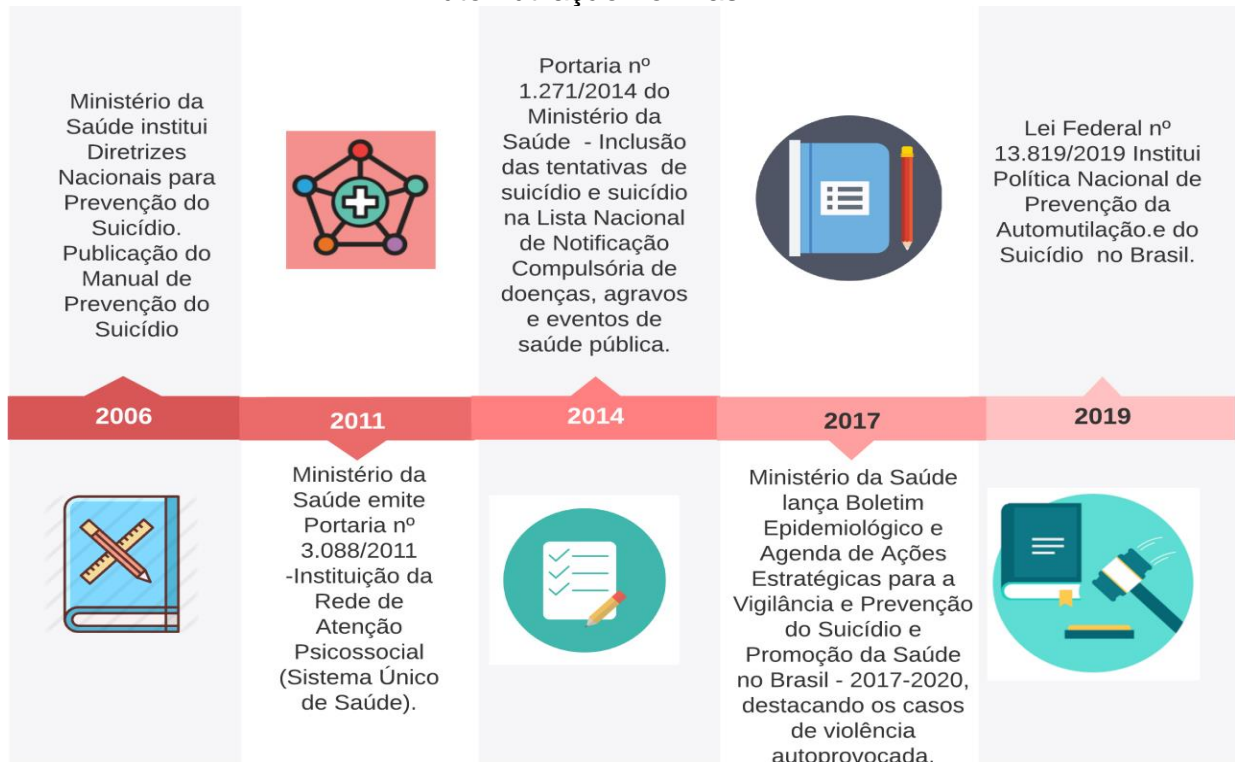 Ministério da
Saúde institui
Diretrizes
Nacionais para
Prevenção do
Suicídio.
Publicação do
Manual de
Prevenção do
Suicídio
2006
2011
Ministério da
Saúde emite
Portaria nº
3.088/2011
-Instituição da
Rede de
Atenção
Psicossocial
(Sistema Único
de Saúde).
Portaria nº
1.271/2014 do
Ministério da
Saúde - Inclusão
das tentativas de
suicídio e suicídio
na Lista Nacional
de Notificação
Compulsória de
doenças, agravos
e eventos de
saúde pública.
2014
2017
Ministério da Saúde
lança Boletim
Epidemiológico e
Agenda de Ações
Estratégicas para a
Vigilância e Prevenção
do Suicídio e
Promoção da Saúde
no Brasil - 2017-2020,
destacando os casos
de violência
autoprovocada.
Lei Federal nº
13.819/2019 Institui
Política Nacional de
Prevenção da
Automutilação.e do
Suicídio no Brasil.
2019